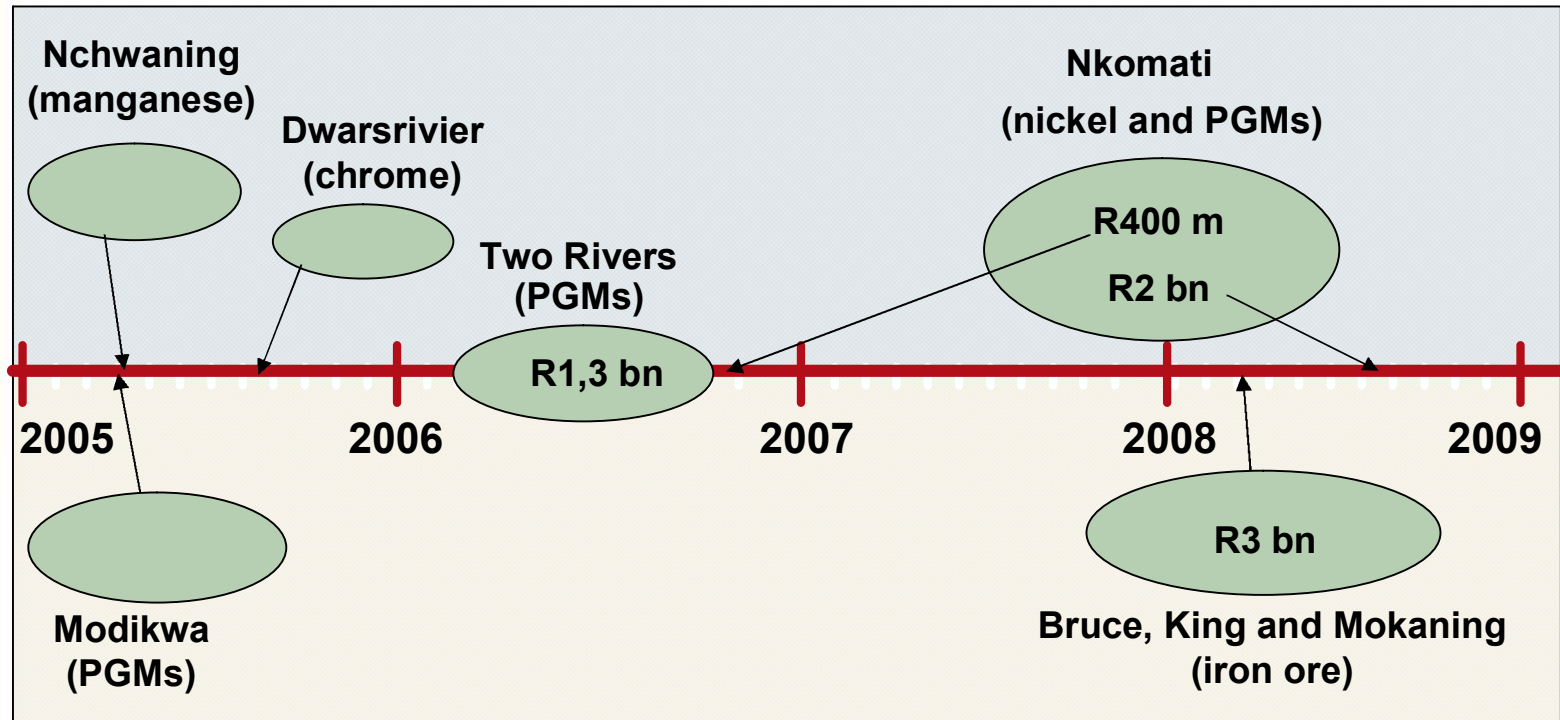 Nchwaning
(manganese)
Dwarsrivier
(chrome)
Two Rivers
(PGMs)
R1,3 bn
Nkomati
(nickel and PGMs)
R400 m
R2 bn
2005
2006
2007
2008
2009
Modikwa
(PGMs)
R3 bn
Bruce, King and Mokaning
(iron ore)